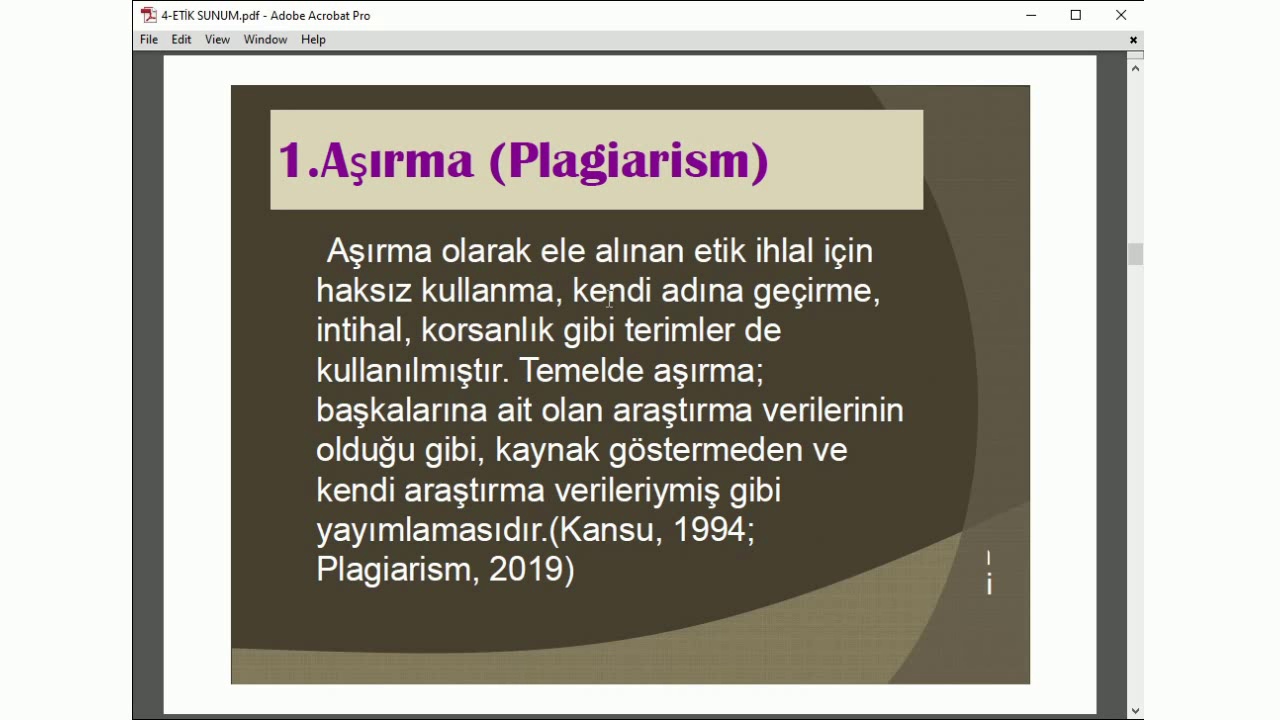 4-ETİK SUNUM.pdf - Adobe Acrobat Pro
File Edit View Window Help
1.Aşırma (Plagiarism)
Aşırma olarak ele alınan etik ihlal için
haksız kullanma, kendi adına geçirme,
intihal, korsanlık gibi terimler de
kullanılmıştır. Temelde aşırma;
başkalarına ait olan araştırma verilerinin
olduğu gibi, kaynak göstermeden ve
kendi araştırma verileriymiş gibi
yayımlamasıdır.(Kansu, 1994;
Plagiarism, 2019)
ı
i